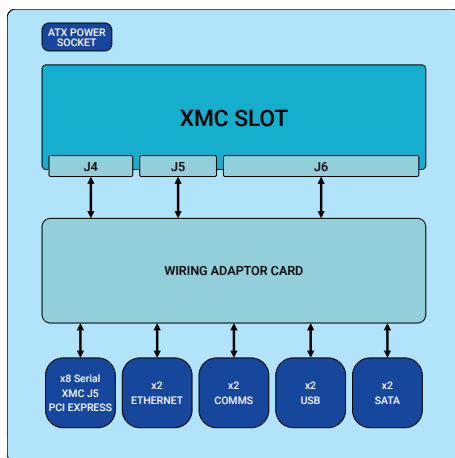 ATX POWER
SOCKET
XMC SLOT
J4
J5
J6
WIRING ADAPTOR CARD
x8 Serial
XMC J5
PCI EXPRESS
x2
ETHERNET
x2
COMMS
x2
USB
x2
SATA